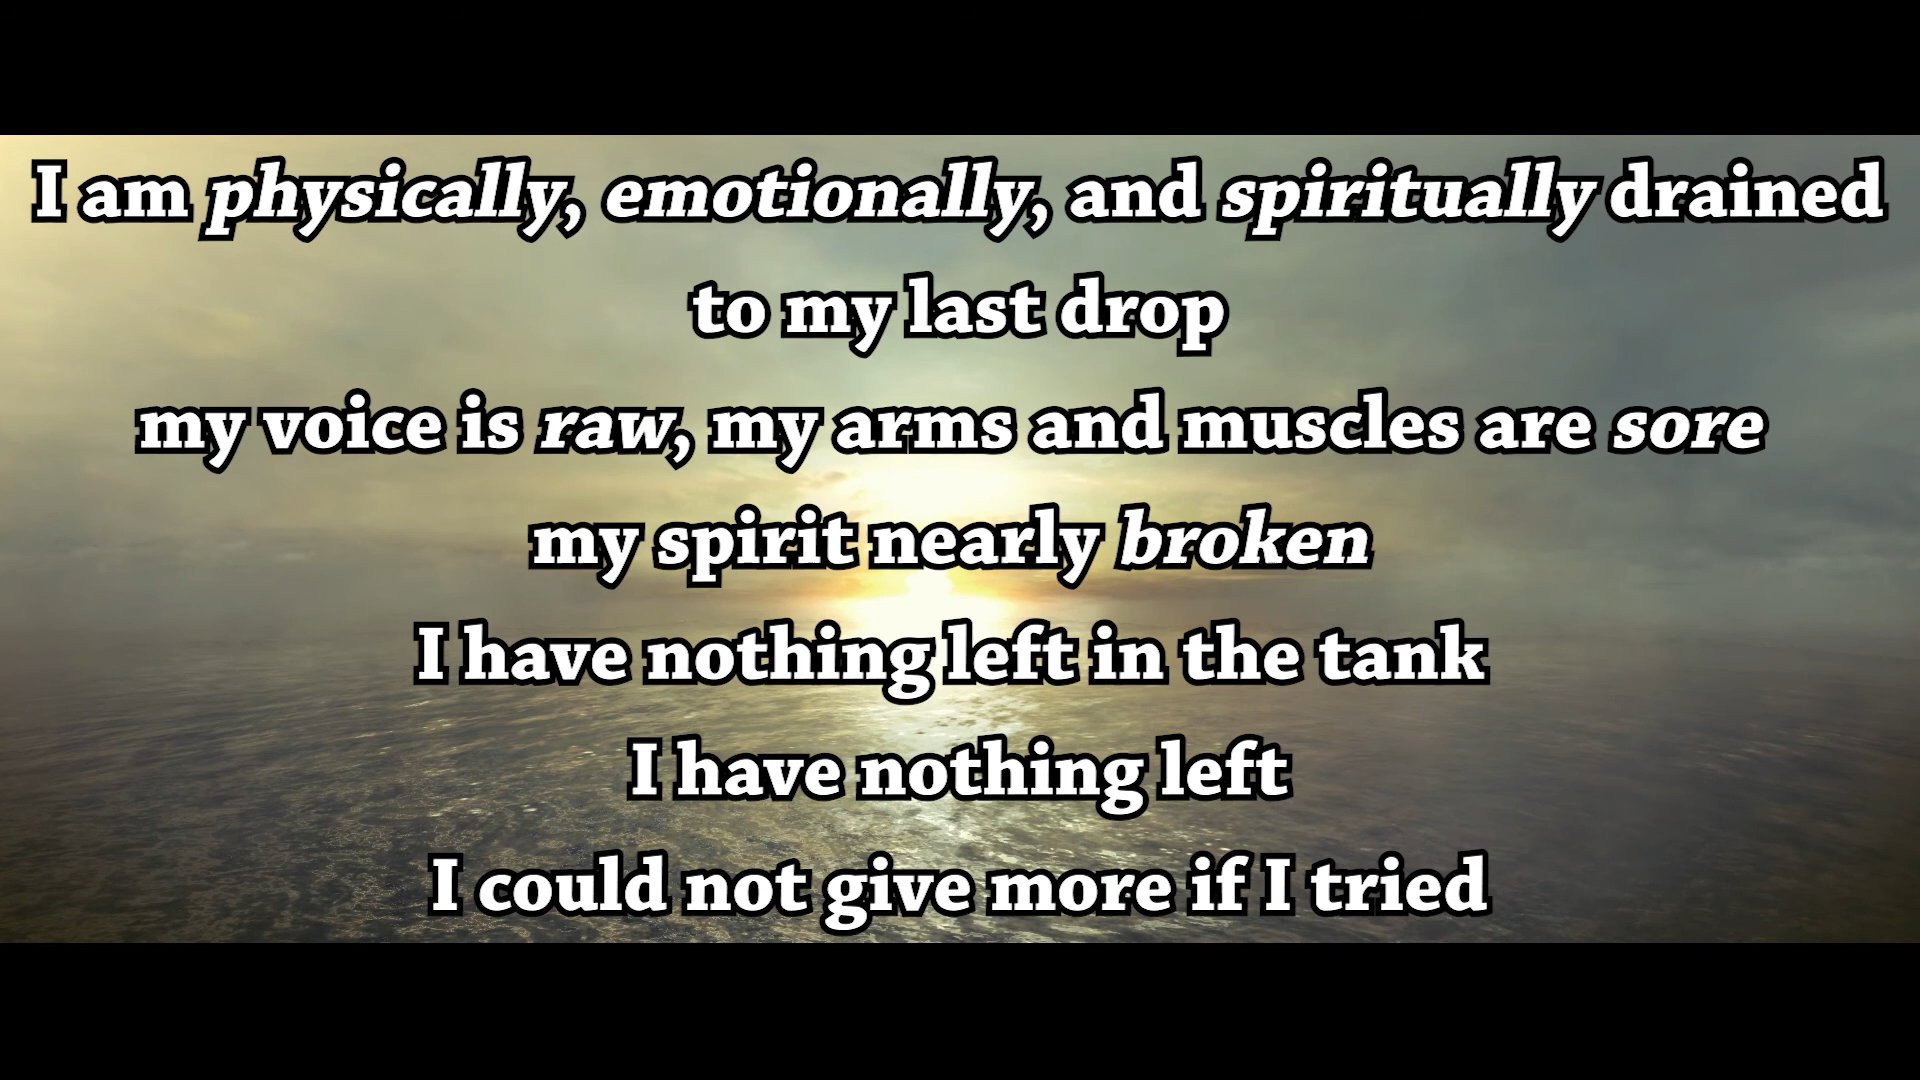 I am physically, emotionally, and spiritually drained
to my last drop
my voice is raw, my arms and muscles are sore
my spirit nearly broken
I have nothing left in the tank
I have nothing left
I could not give more if I tried